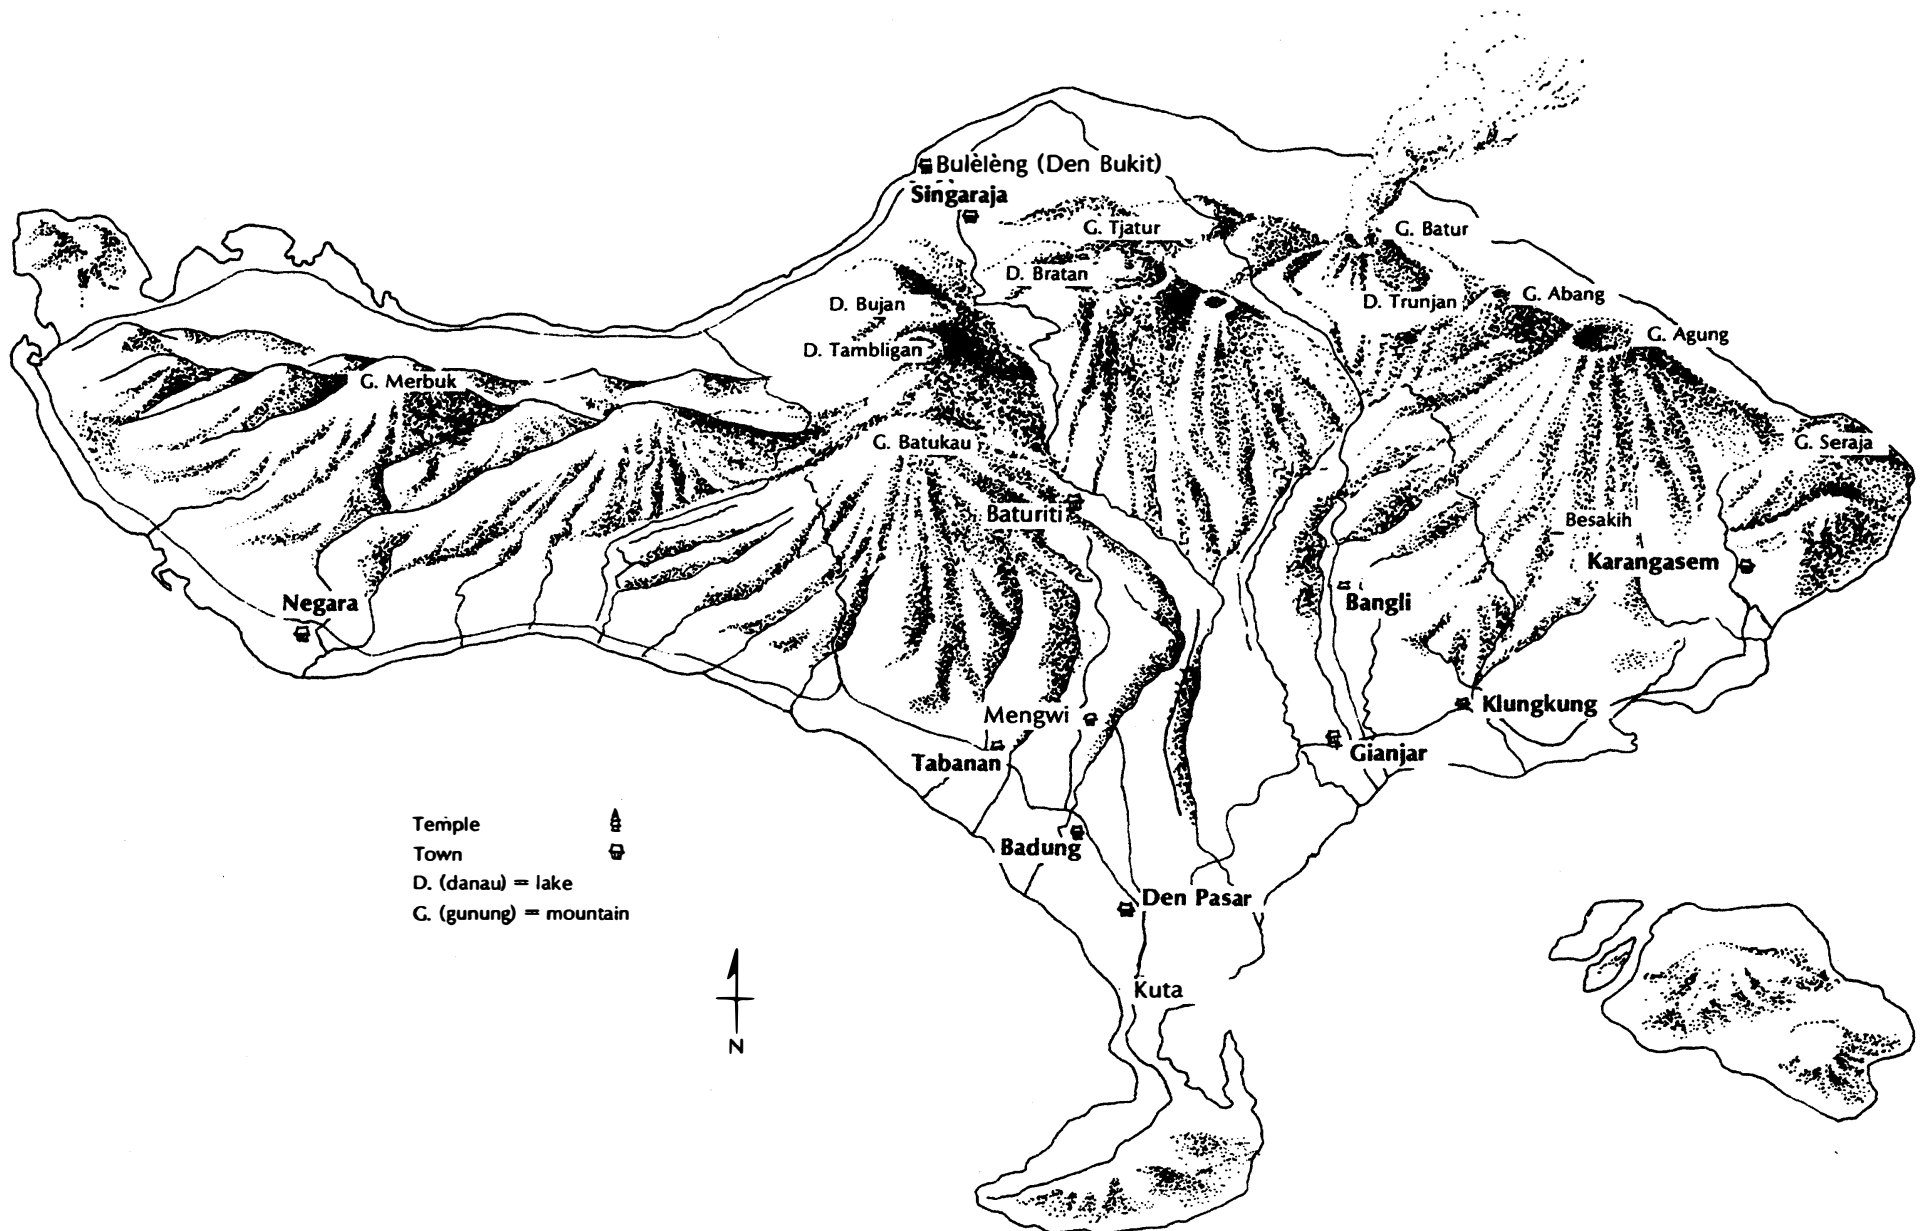 Bulèlèng (Den Bukit)
Singaraja
G. Tjatur
G. Batur
D. Bratan
D. Bujan
D. Trunjan
G. Abang
G. Agung
D. Tambligan
G. Merbuk
G. Batukau
G. Seraja
Baturiti
Besakih
Karangasem
Negara
Bangli
Mengwi
Klungkung
Tabanan
Gianjar
Badung
Den Pasar
Kuta
Temple
Town
D. (danau) = lake
G. (gunung) = mountain
N